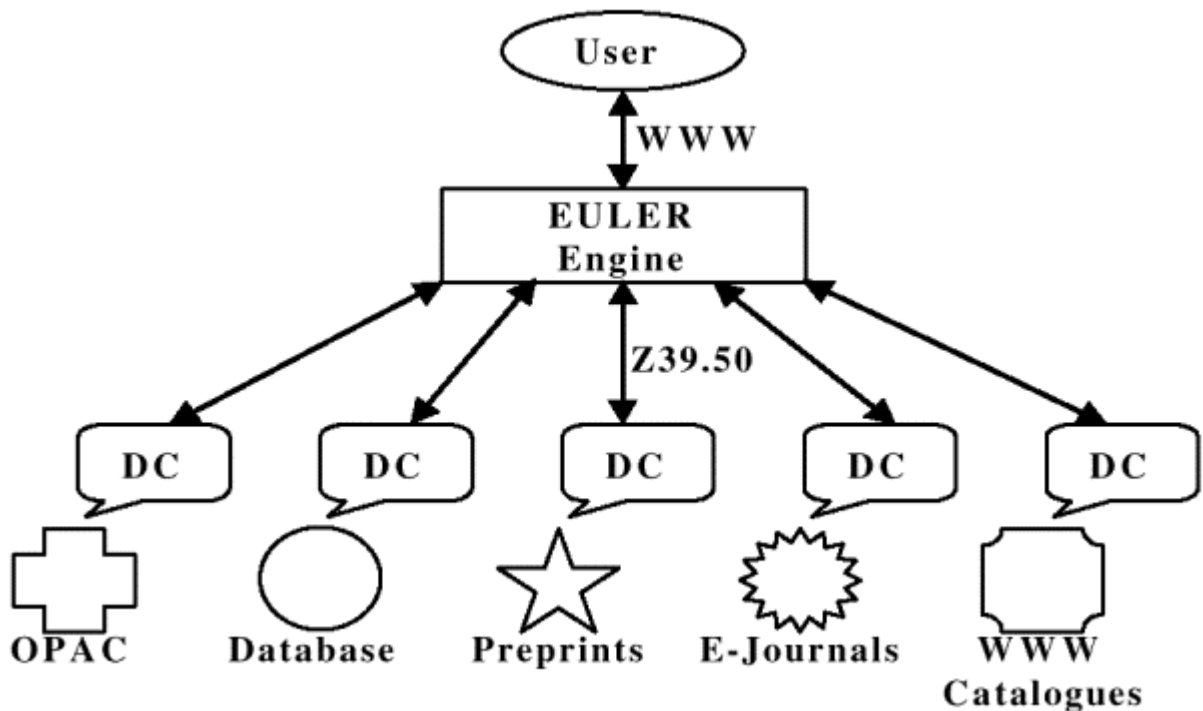 User
WWW
EULER
Engine
Z39.50
DC
DC
DC
DC
DC
OPAC
Database
Preprints
E-Journals
WWW
Catalogues